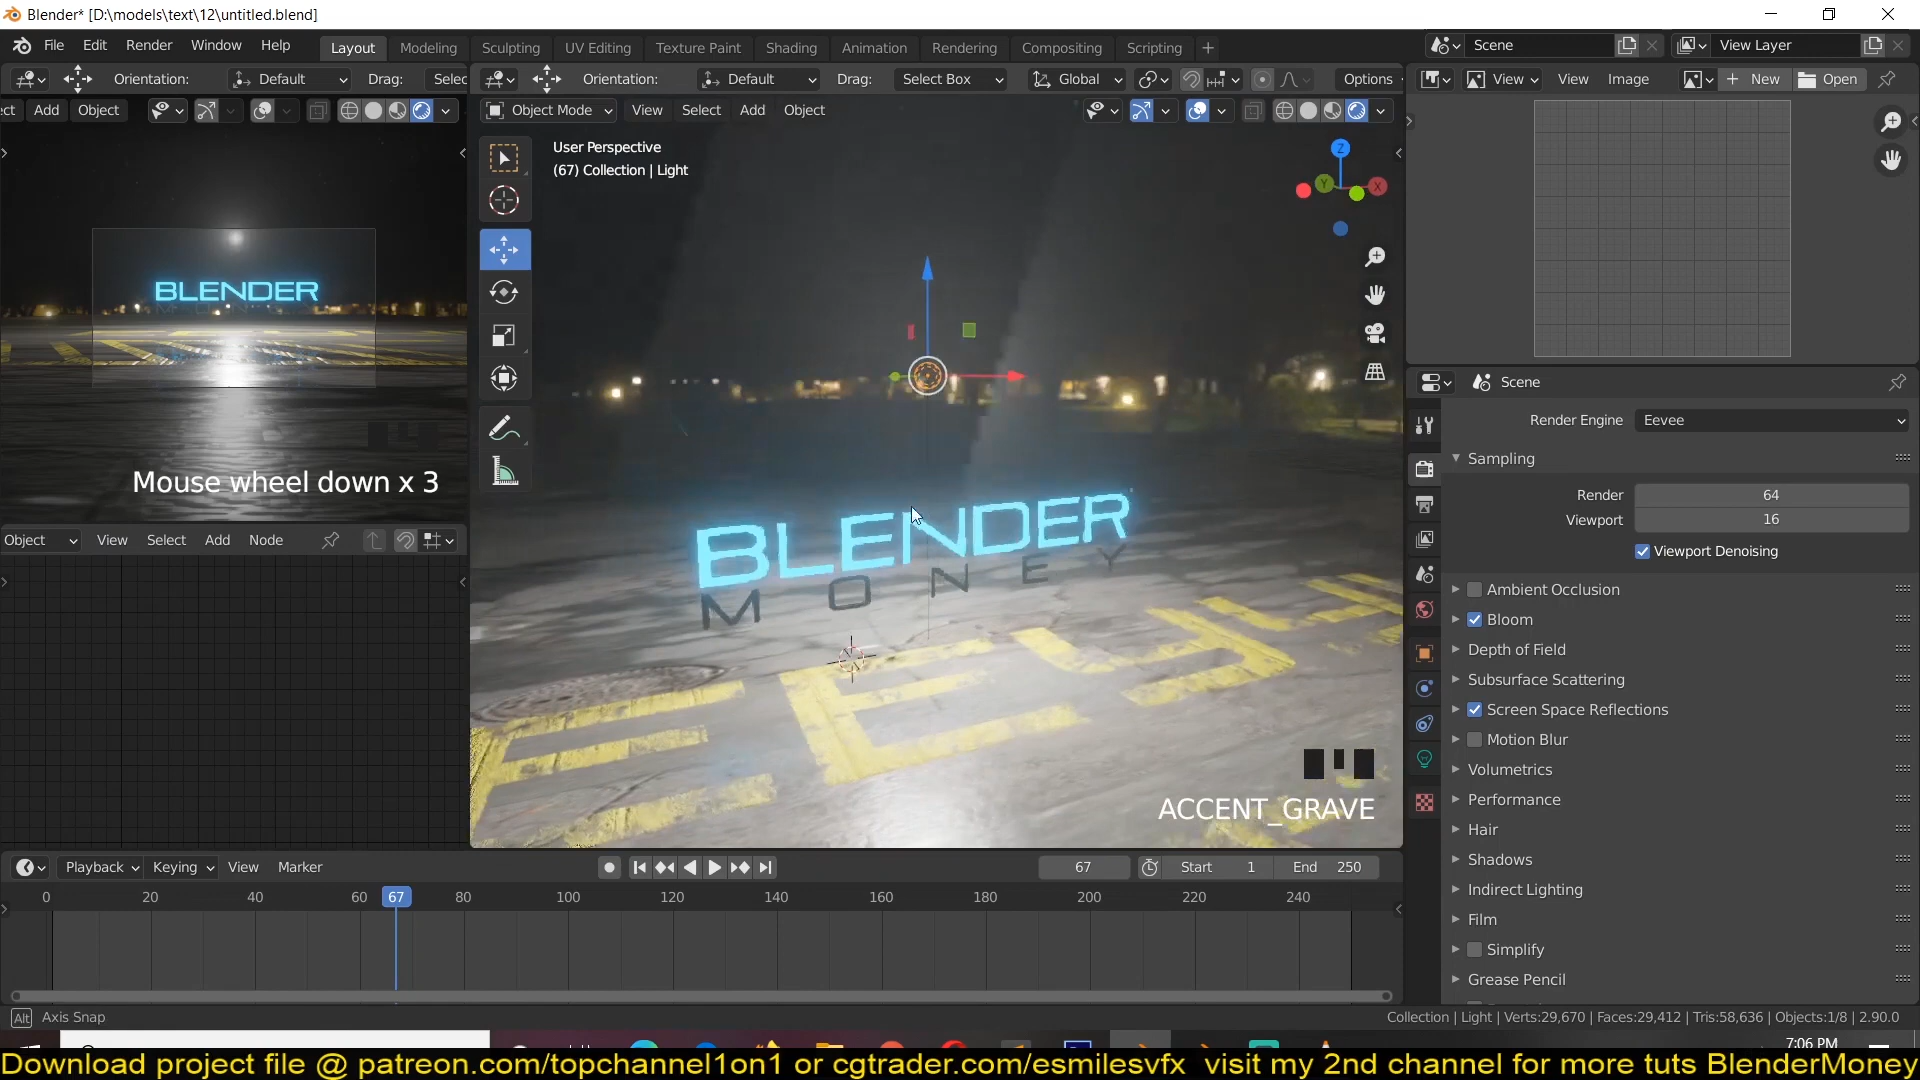 Blender* [D:\models\text\12\untitled.blend]
File Edit Render Window Help Layout Modeling Sculpting UV Editing Texture Paint Shading Animation Rendering Compositing Scripting Scene View Layer
Orientation: Default Drag: Selec Orientation: Default Drag: Select Box Global Options View View Image New Open
ect Add Object Object Mode View Select Add Object
User Perspective
(67) Collection | Light
Z
Y X
BLENDER
Mouse wheel down x 3
BLENDER
MONEY
ACCENT_GRAVE
Object View Select Add Node
Scene
Render Engine Eevee
Sampling
Render 64
Viewport 16
Viewport Denoising
Ambient Occlusion
Bloom
Depth of Field
Subsurface Scattering
Screen Space Reflections
Motion Blur
Volumetrics
Performance
Hair
Shadows
Indirect Lighting
Film
Simplify
Grease Pencil
Playback Keying View Marker 67 Start 1 End 250
0 20 40 60 67 80 100 120 140 160 180 200 220 240
Alt Axis Snap
Collection | Light | Verts:29,670 | Faces:29,412 | Tris:58,636 | Objects:1/8 | 2.90.0
7:06 PM
Download project file @ patreon.com/topchannel1on1 or cgtrader.com/esmilesvfx visit my 2nd channel for more tuts BlenderMoney